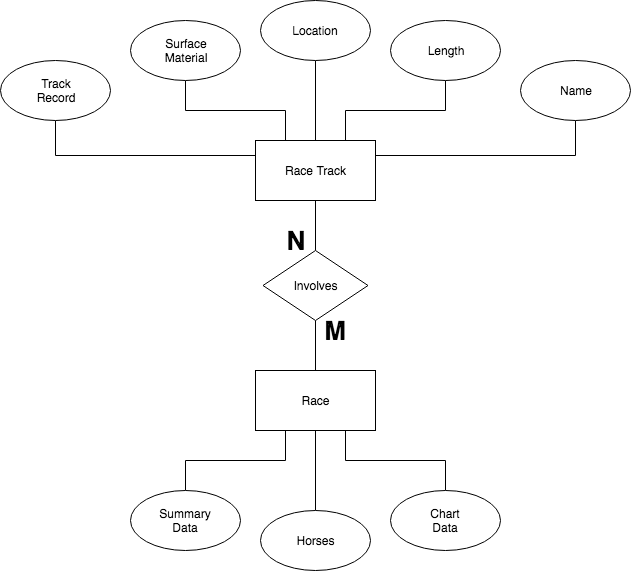 Location
Surface
Material
Length
Track
Record
Name
Race Track
N
Involves
M
Race
Summary
Data
Horses
Chart
Data